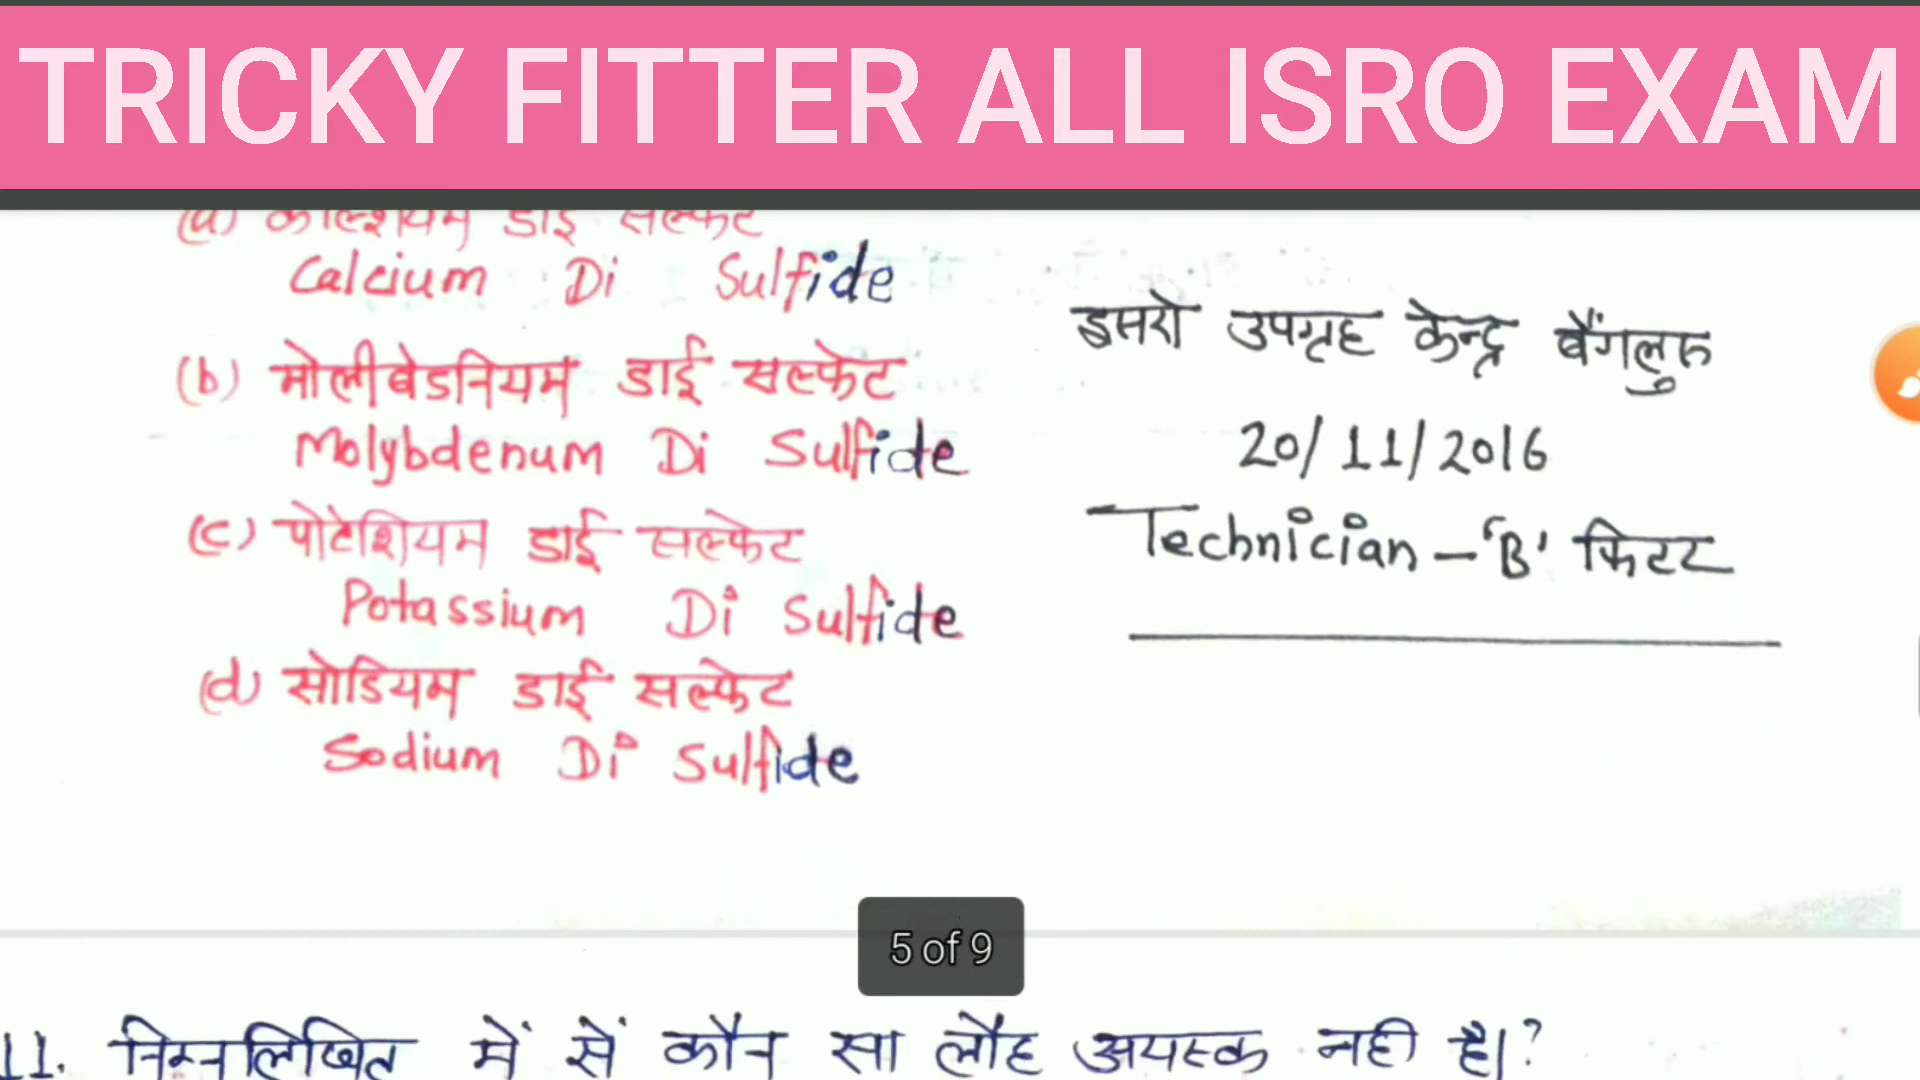 TRICKY FITTER ALL ISRO EXAM
(a) कैल्शियम डाई सल्फेट
Calcium Di Sulfide
(b) मोलीबेडनियम डाई सल्फेट
Molybdenum Di Sulfide
(c) पोटेशियम डाई सल्फेट
Potassium Di Sulfide
(d) सोडियम डाई सल्फेट
Sodium Di Sulfide
इसरो उपग्रह केन्द्र बैंगलुरु
20/11/2016
Technician - 'B' फिटर
5 of 9
11. निम्नलिखित में सें कौन सा लौह अयस्क नही है।?